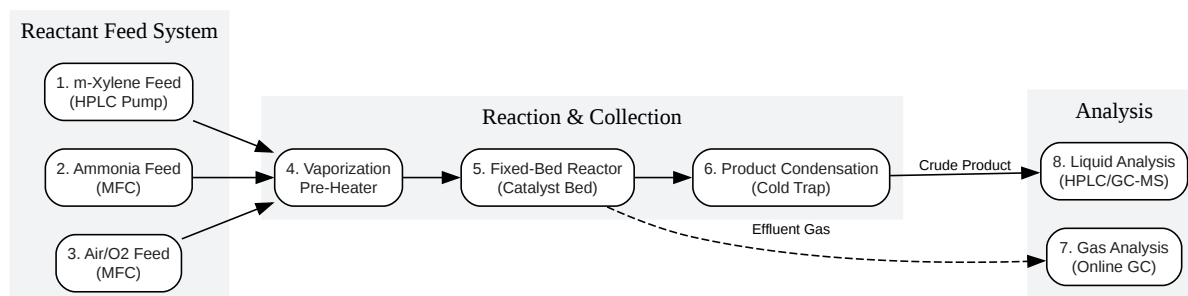 Reactant Feed System
1. m-Xylene Feed
(HPLC Pump)
2. Ammonia Feed
(MFC)
3. Air/O2 Feed
(MFC)
Reaction & Collection
4. Vaporization
Pre-Heater
5. Fixed-Bed Reactor
(Catalyst Bed)
6. Product Condensation
(Cold Trap)
Crude Product
Effluent Gas
Analysis
8. Liquid Analysis
(HPLC/GC-MS)
7. Gas Analysis
(Online GC)